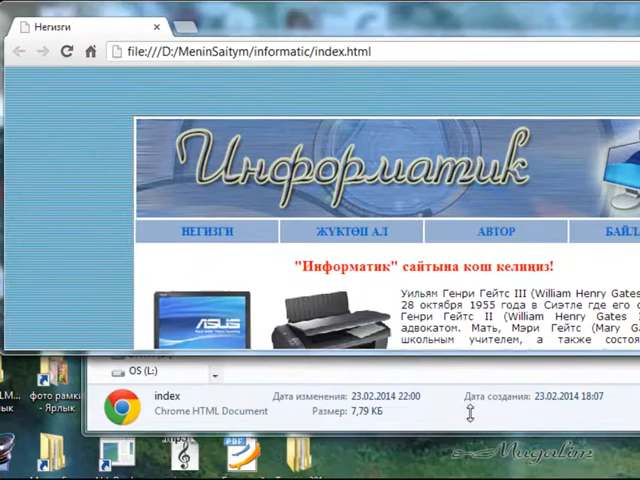 Негизги
file:///D:/MeninSaitym/informatic/index.html
Информатик
НЕГИЗГИ ЖҮКТӨП АЛ АВТОР БАЙЛ
"Информатик" сайтына кош келиңиз!
Уильям Генри Гейтс III (William Henry Gates
28 октября 1955 года в Сиэтле где его о
Генри Гейтс II (William Henry Gates
адвокатом. Мать, Мэри Гейтс (Mary G
школьным учителем, а также состо
ASUS
OS (L:)
index Дата изменения: 23.02.2014 22:00 Дата создания: 23.02.2014 18:07
Chrome HTML Document Размер: 7,79 КБ
фото рамки
- Ярлык
PDF
e-Mugalim